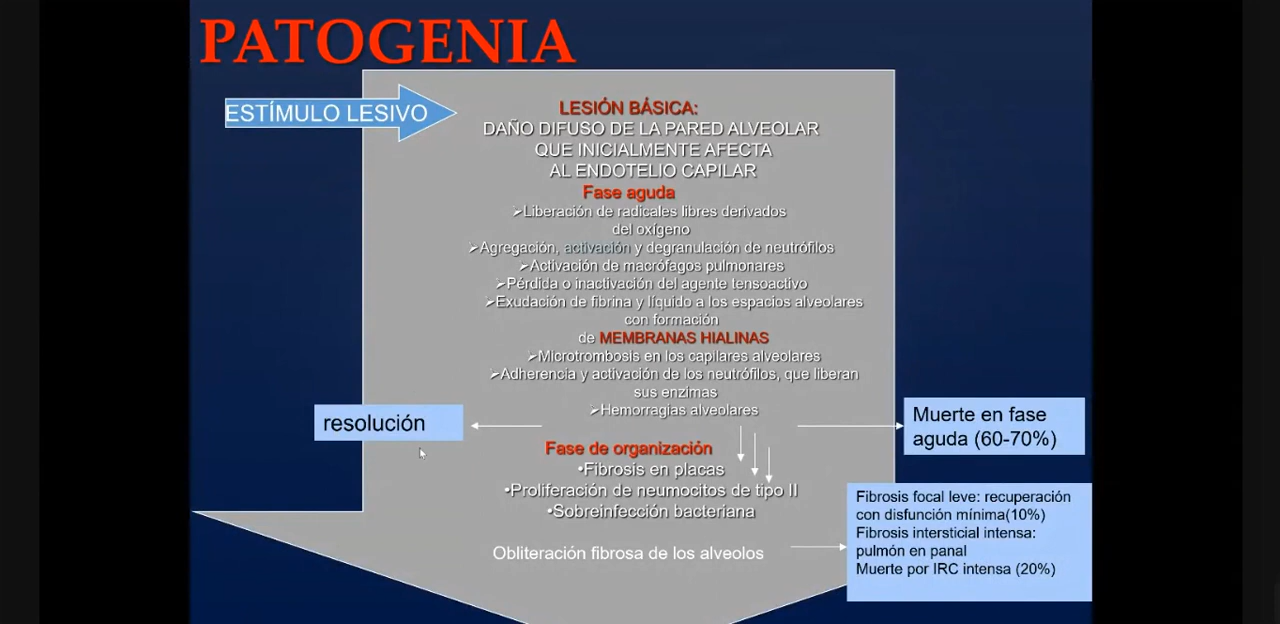 PATOGENIA
ESTÍMULO LESIVO
LESIÓN BÁSICA:
DAÑO DIFUSO DE LA PARED ALVEOLAR
QUE INICIALMENTE AFECTA
AL ENDOTELIO CAPILAR
Fase aguda
➢Liberación de radicales libres derivados
del oxígeno
➢Agregación, activación y degranulación de neutrófilos
➢Activación de macrófagos pulmonares
➢Pérdida o inactivación del agente tensoactivo
➢Exudación de fibrina y líquido a los espacios alveolares
con formación
de MEMBRANAS HIALINAS
➢Microtrombosis en los capilares alveolares
➢Adherencia y activación de los neutrófilos, que liberan
sus enzimas
➢Hemorragias alveolares
resolución
Muerte en fase
aguda (60-70%)
Fase de organización
•Fibrosis en placas
•Proliferación de neumocitos de tipo II
•Sobreinfección bacteriana
Obliteración fibrosa de los alveolos
Fibrosis focal leve: recuperación
con disfunción mínima(10%)
Fibrosis intersticial intensa:
pulmón en panal
Muerte por IRC intensa (20%)